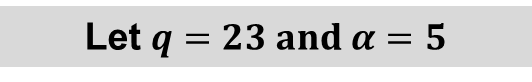 Let q = 23 and α = 5